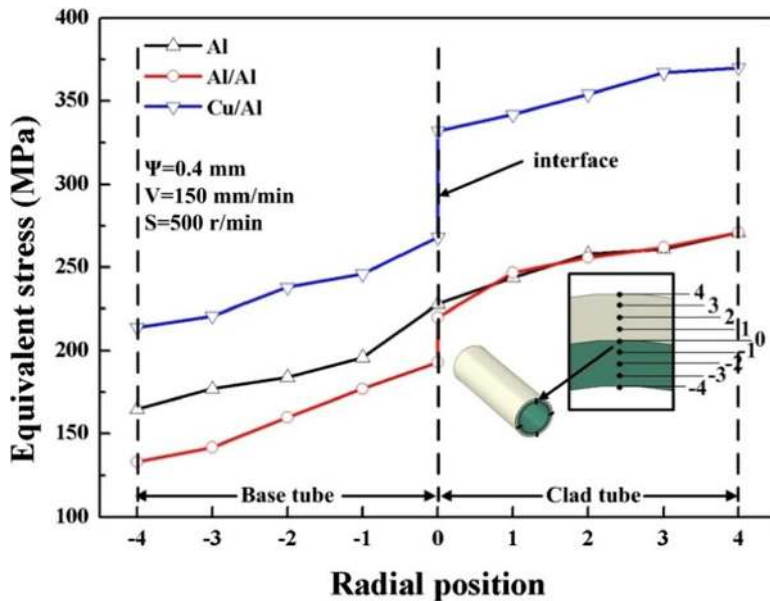 400
350
300
250
200
150
100
Equivalent stress (MPa)
Al
Al/Al
Cu/Al
Ψ=0.4 mm
V=150 mm/min
S=500 r/min
interface
4
3
2
1
0
-1
-2
-3
-4
Base tube
Clad tube
-4 -3 -2 -1 0 1 2 3 4
Radial position